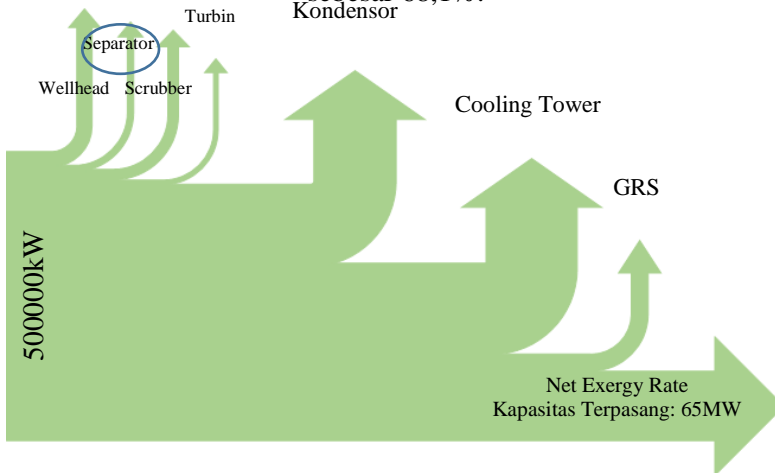 Turbin
Kondensor
Separator
Wellhead
Scrubber
Cooling Tower
GRS
500000kW
Net Exergy Rate
Kapasitas Terpasang: 65MW